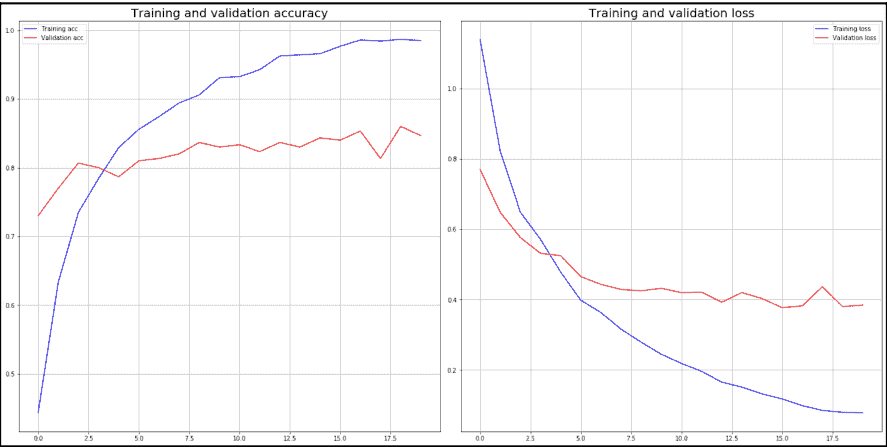 Training and validation accuracy
Training acc
Validation acc
1.0
0.9
0.8
0.7
0.6
0.5
0.0 2.5 5.0 7.5 10.0 12.5 15.0 17.5
Training and validation loss
Training loss
Validation loss
1.0
0.8
0.6
0.4
0.2
0.0 2.5 5.0 7.5 10.0 12.5 15.0 17.5